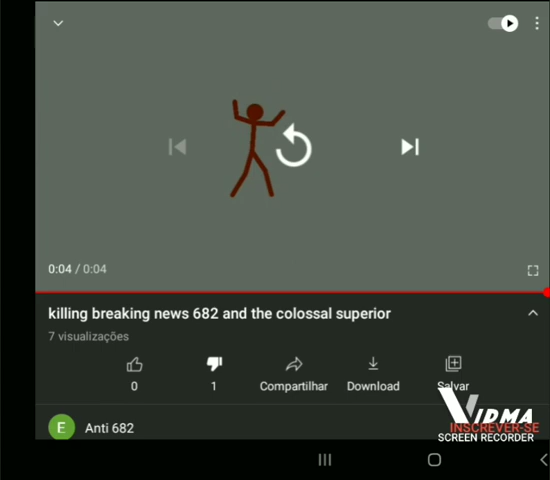 0:04 / 0:04
killing breaking news 682 and the colossal superior
7 visualizações
0
1
Compartilhar
Download
Salvar
E
Anti 682
VIDMA
INSCREVER-SE
SCREEN RECORDER